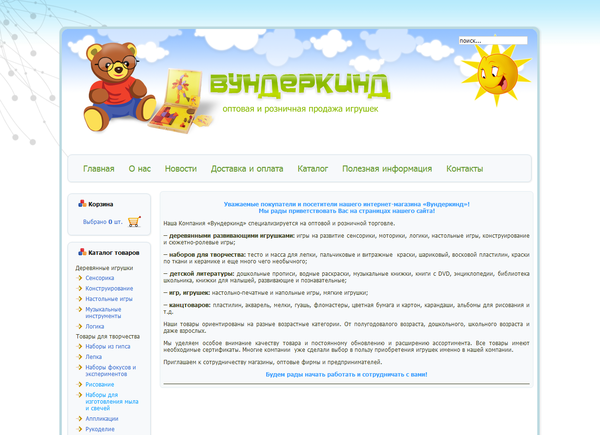 поиск...
Вундеркинд
оптовая и розничная продажа игрушек
Главная
О нас
Новости
Доставка и оплата
Каталог
Полезная информация
Контакты
Корзина
Выбрано 0 шт.
Каталог товаров
Деревянные игрушки
Сенсорика
Конструирование
Настольные игры
Музыкальные
инструменты
Логика
Товары для творчества
Наборы из гипса
Лепка
Наборы фокусов и
экспериментов
Рисование
Наборы для
изготовления мыла
и свечей
Аппликации
Рукоделие
Уважаемые покупатели и посетители нашего интернет-магазина «Вундеркинд»!
Мы рады приветствовать Вас на страницах нашего сайта!
Наша Компания «Вундеркинд» специализируется на оптовой и розничной торговле.
– деревянными развивающими игрушками: игры на развитие сенсорики, моторики, логики, настольные игры, конструирование
и сюжетно-ролевые игры;
– наборов для творчества: тесто и масса для лепки, пальчиковые и витражные краски, шариковый, восковой пластилин, краски
по ткани и керамике и еще много чего необычного;
– детской литературы: дошкольные прописи, водные раскраски, музыкальные книжки, книги с DVD, энциклопедии, библиотека
школьника, книжки для малышей, развивающие и познавательные;
– игр, игрушек: настольно-печатные и напольные игры, мягкие игрушки;
– канцтоваров: пластилин, акварель, мелки, гуашь, фломастеры, цветная бумага и картон, карандаши, альбомы для рисования и
т.д.
Наши товары ориентированы на разные возрастные категории. От полугодовалого возраста, дошкольного, школьного возраста и
даже взрослых.
Мы уделяем особое внимание качеству товара и постоянному обновлению и расширению ассортимента. Все товары имеют
необходимые сертификаты. Многие компании уже сделали выбор в пользу приобретения игрушек именно в нашей компании.
Приглашаем к сотрудничеству магазины, оптовые фирмы и предпринимателей.
Будем рады начать работать и сотрудничать с вами!